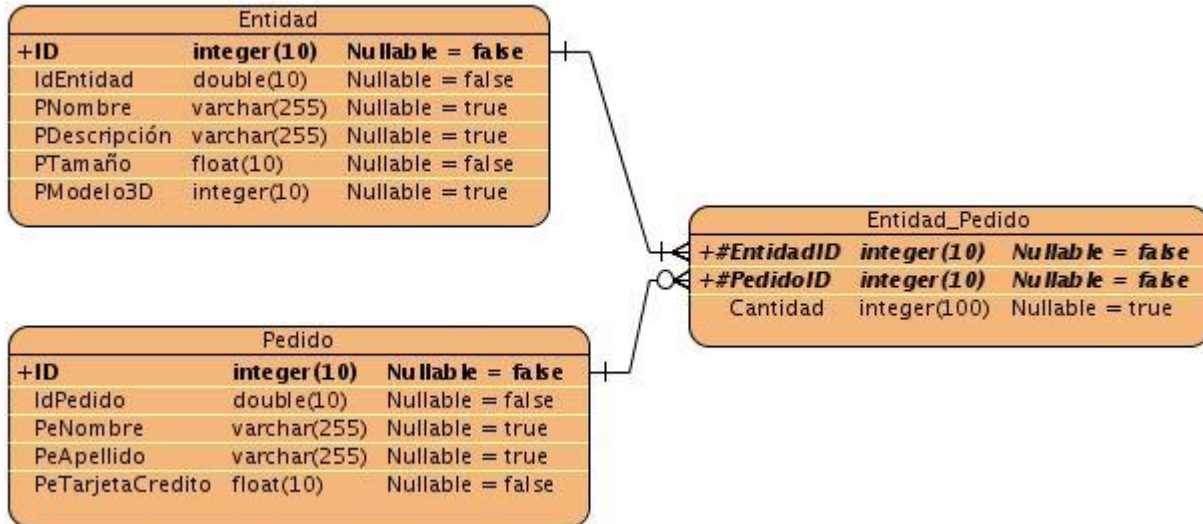 Entidad
+ID integer(10) Nullable = false
IdEntidad double(10) Nullable = false
PNombre varchar(255) Nullable = true
PDescripción varchar(255) Nullable = true
PTamaño float(10) Nullable = false
PModelo3D integer(10) Nullable = true
Entidad_Pedido
+#EntidadID integer(10) Nullable = false
+#PedidoID integer(10) Nullable = false
Cantidad integer(100) Nullable = true
Pedido
+ID integer(10) Nullable = false
IdPedido double(10) Nullable = false
PeNombre varchar(255) Nullable = true
PeApellido varchar(255) Nullable = true
PeTarjetaCredito float(10) Nullable = false